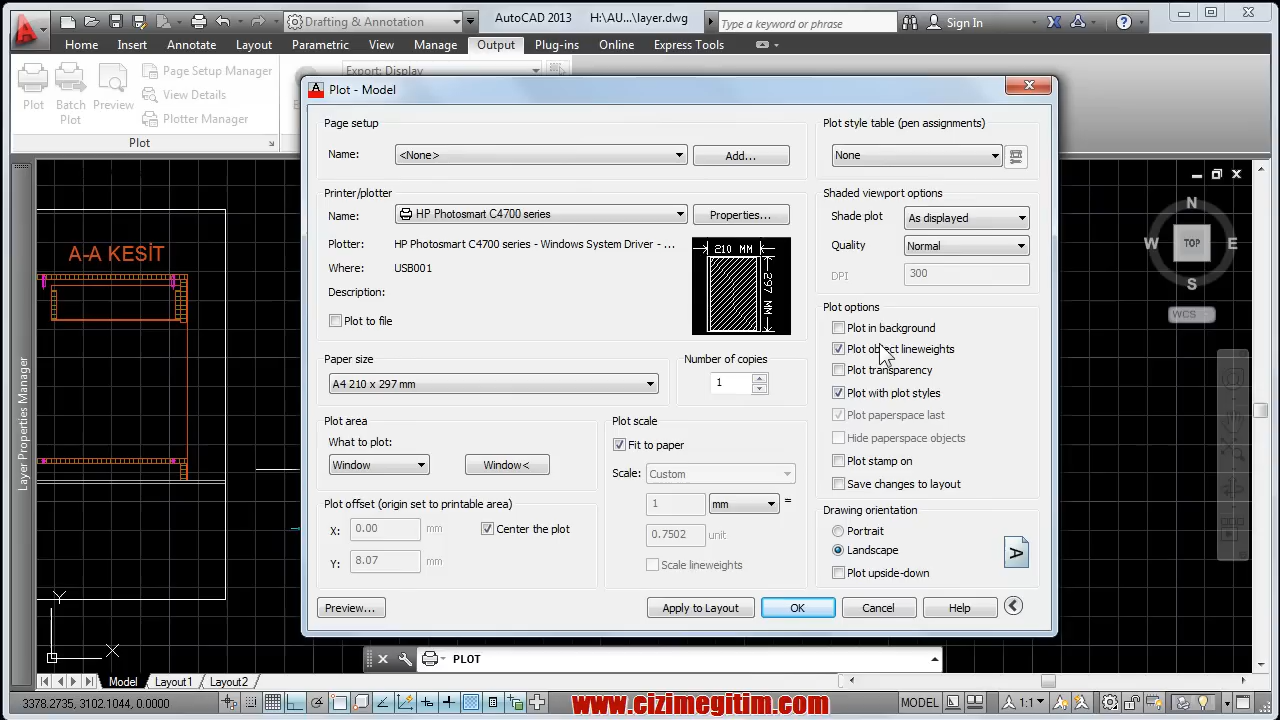 Drafting & Annotation
AutoCAD 2013 H:\AU...\layer.dwg
Type a keyword or phrase
Sign In
Home Insert Annotate Layout Parametric View Manage Output Plug-ins Online Express Tools
Plot
Batch Plot
Preview
Page Setup Manager
View Details
Plotter Manager
Export: Display
Plot
Layer Properties Manager
A-A KESİT
Y
X
N
W TOP E
S
WCS
Plot - Model
Page setup
Name: <None> Add...
Printer/plotter
Name: HP Photosmart C4700 series Properties...
Plotter: HP Photosmart C4700 series - Windows System Driver - ...
Where: USB001
Description:
Plot to file
210 MM
297 MM
Paper size
A4 210 x 297 mm
Number of copies
1
Plot area
What to plot:
Window Window<
Plot offset (origin set to printable area)
X: 0.00 mm
Center the plot
Y: 8.07 mm
Plot scale
Fit to paper
Scale: Custom
1 mm =
0.7502 unit
Scale lineweights
Plot style table (pen assignments)
None
Shaded viewport options
Shade plot As displayed
Quality Normal
DPI 300
Plot options
Plot in background
Plot object lineweights
Plot transparency
Plot with plot styles
Plot paperspace last
Hide paperspace objects
Plot stamp on
Save changes to layout
Drawing orientation
Portrait
Landscape
A
Plot upside-down
Preview... Apply to Layout OK Cancel Help
PLOT
Model Layout1 Layout2
3378.2735, 3102.1044, 0.0000
MODEL
1:1
www.cizimegitim.com